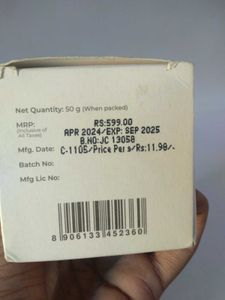 Net Quantity: 50 g (When packed)
MRP: RS:599.00
(Inclusive of All Taxes) APR 2024/EXP: SEP 2025
B.NO:JC 13058
Mfg. Date: C-1105/Price Per g/Rs:11.98/-
Batch No:
Mfg Lic No:
8 906133 452360